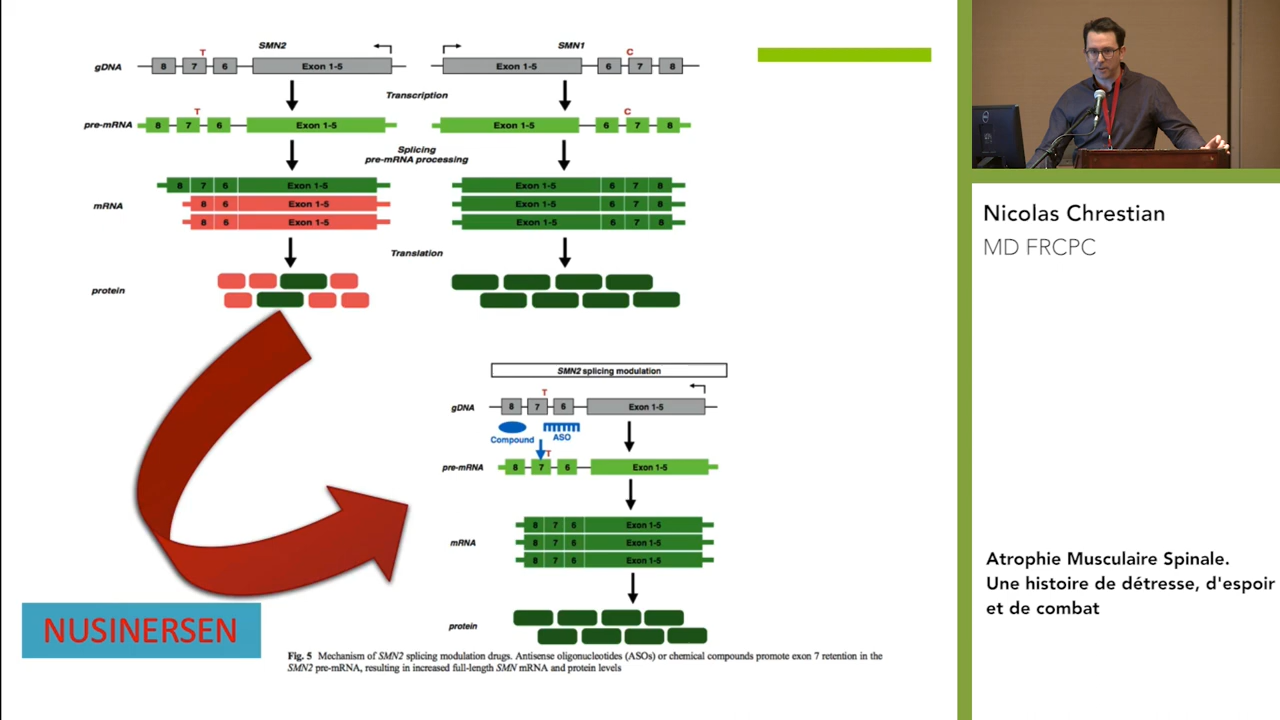 SMN2
SMN1
T
C
gDNA
8 7 6 Exon 1-5
Exon 1-5 6 7 8
Transcription
T
C
pre-mRNA
8 7 6 Exon 1-5
Exon 1-5 6 7 8
Splicing
pre-mRNA processing
mRNA
8 7 6 Exon 1-5
8 6 Exon 1-5
8 6 Exon 1-5
Exon 1-5 6 7 8
Exon 1-5 6 7 8
Exon 1-5 6 7 8
Translation
protein
SMN2 splicing modulation
T
gDNA
8 7 6 Exon 1-5
Compound
ASO
T
pre-mRNA
8 7 6 Exon 1-5
mRNA
8 7 6 Exon 1-5
8 7 6 Exon 1-5
8 7 6 Exon 1-5
protein
NUSINERSEN
Fig. 5 Mechanism of SMN2 splicing modulation drugs. Antisense oligonucleotides (ASOs) or chemical compounds promote exon 7 retention in the
SMN2 pre-mRNA, resulting in increased full-length SMN mRNA and protein levels
Nicolas Chrestian
MD FRCPC
Atrophie Musculaire Spinale.
Une histoire de détresse, d'espoir
et de combat